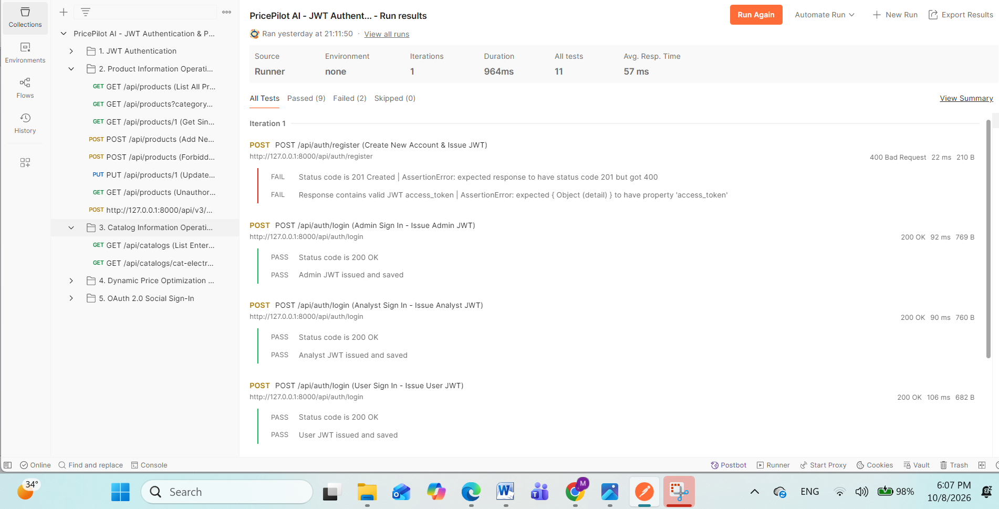 Collections
Environments
Flows
History
PricePilot AI - JWT Authentication & P...
1. JWT Authentication
2. Product Information Operati...
GET GET /api/products (List All Pr...
GET GET /api/products?category...
GET GET /api/products/1 (Get Sin...
POST POST /api/products (Add Ne...
POST POST /api/products (Forbidd...
PUT PUT /api/products/1 (Update...
GET GET /api/products (Unauthor...
POST http://127.0.0.1:8000/api/v3/...
3. Catalog Information Operati...
GET GET /api/catalogs (List Enter...
GET GET /api/catalogs/cat-electr...
4. Dynamic Price Optimization ...
5. OAuth 2.0 Social Sign-In
PricePilot AI - JWT Authent... - Run results
Run Again
Automate Run
New Run
Export Results
Ran yesterday at 21:11:50 · View all runs
Source Environment Iterations Duration All tests Avg. Resp. Time
Runner none 1 964ms 11 57 ms
All Tests Passed (9) Failed (2) Skipped (0) View Summary
Iteration 1
POST POST /api/auth/register (Create New Account & Issue JWT)
http://127.0.0.1:8000/api/auth/register
400 Bad Request 22 ms 210 B
FAIL Status code is 201 Created | AssertionError: expected response to have status code 201 but got 400
FAIL Response contains valid JWT access_token | AssertionError: expected { Object (detail) } to have property 'access_token'
POST POST /api/auth/login (Admin Sign In - Issue Admin JWT)
http://127.0.0.1:8000/api/auth/login
200 OK 92 ms 769 B
PASS Status code is 200 OK
PASS Admin JWT issued and saved
POST POST /api/auth/login (Analyst Sign In - Issue Analyst JWT)
http://127.0.0.1:8000/api/auth/login
200 OK 90 ms 760 B
PASS Status code is 200 OK
PASS Analyst JWT issued and saved
POST POST /api/auth/login (User Sign In - Issue User JWT)
http://127.0.0.1:8000/api/auth/login
200 OK 106 ms 682 B
PASS Status code is 200 OK
PASS User JWT issued and saved
Online Find and replace Console Postbot Runner Start Proxy Cookies Vault Trash
34°
Search
M
ENG
98%
6:07 PM
10/8/2026